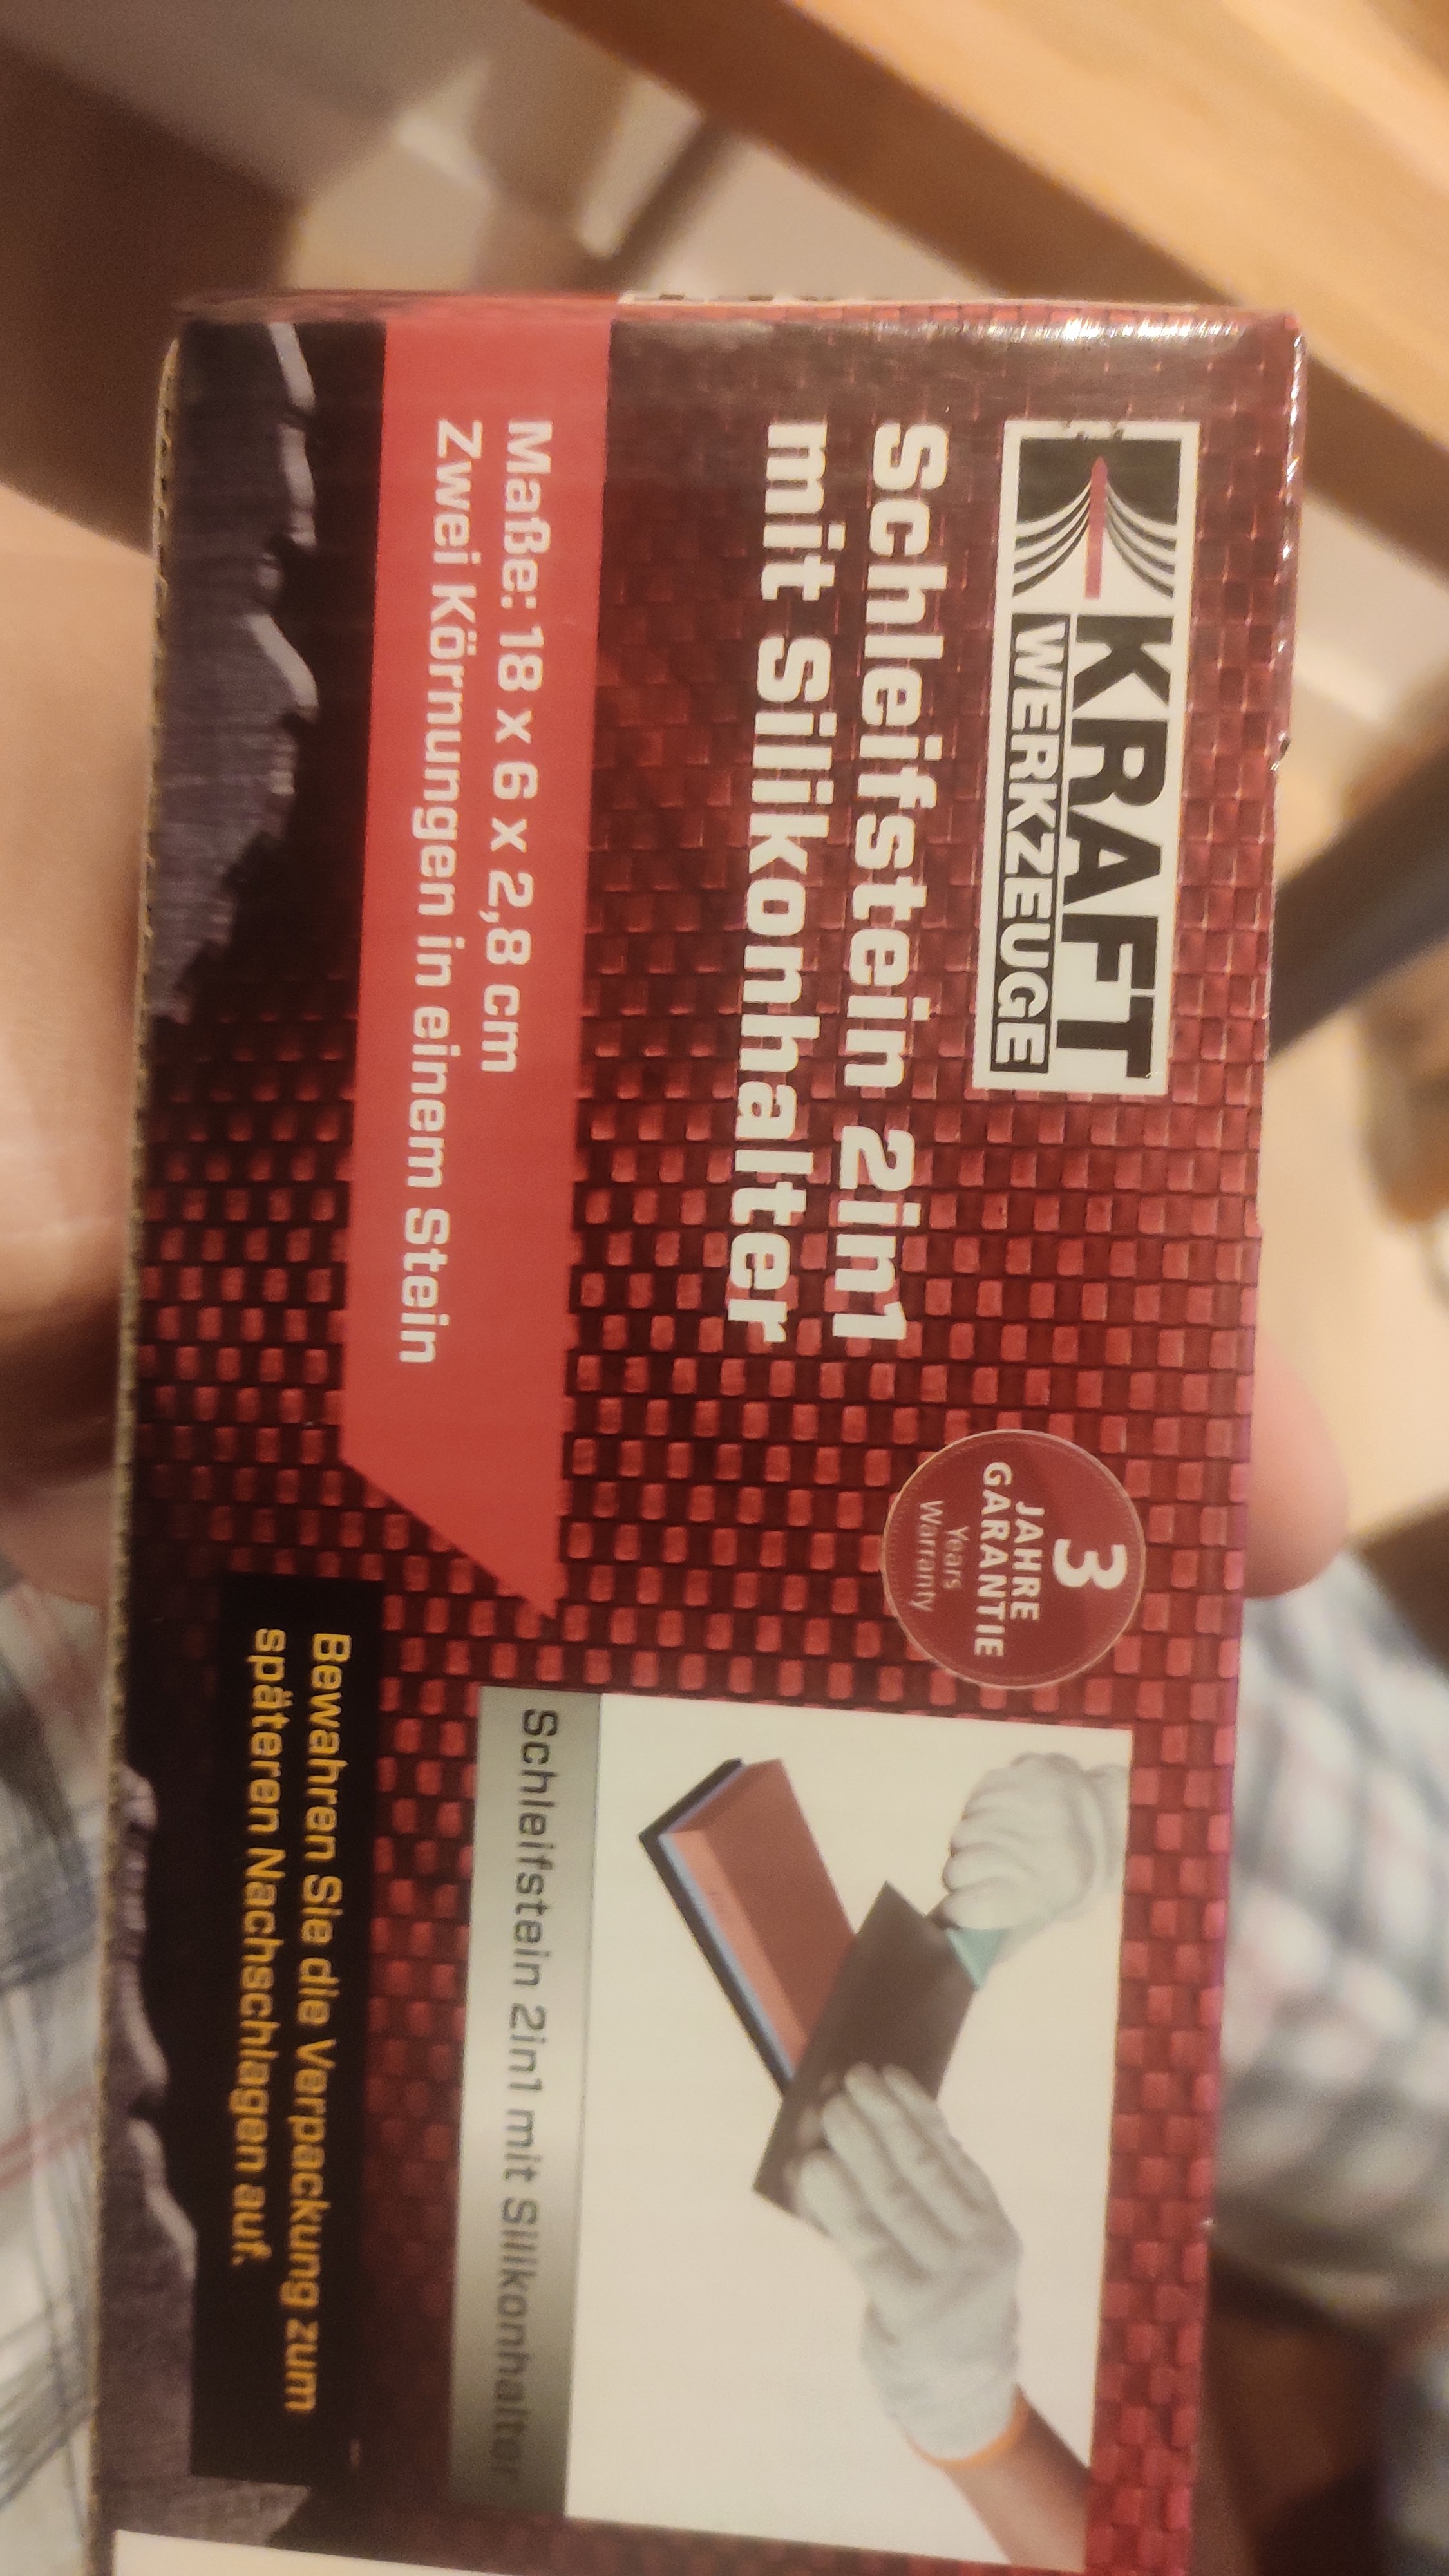 KRAFT
WERKZEUGE
Schleifstein 2in1
mit Silikonhalter
Maße: 18 x 6 x 2,8 cm
Zwei Körnungen in einem Stein
3
JAHRE
GARANTIE
Years
Warranty
Schleifstein 2in1 mit Silikonhalter
Bewahren Sie die Verpackung zum
späteren Nachschlagen auf.